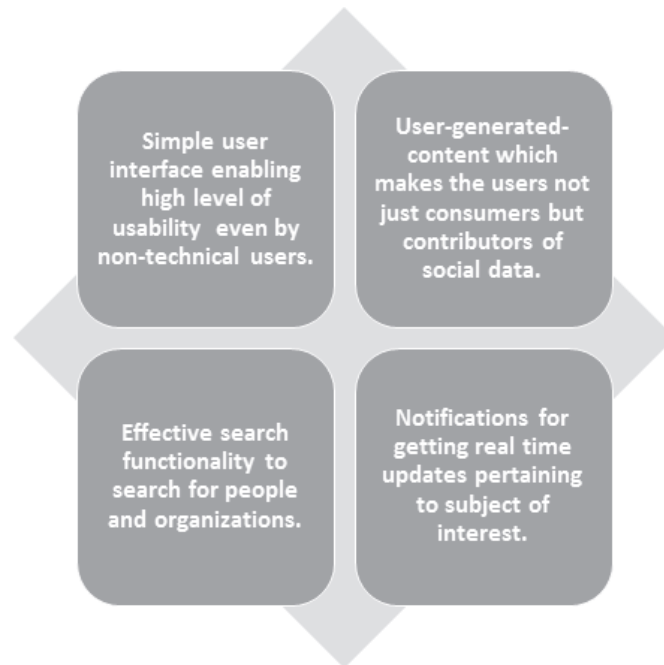 Simple user
interface enabling
high level of
usability even by
non-technical users.
User-generated-
content which
makes the users not
just consumers but
contributors of
social data.
Effective search
functionality to
search for people
and organizations.
Notifications for
getting real time
updates pertaining
to subject of
interest.